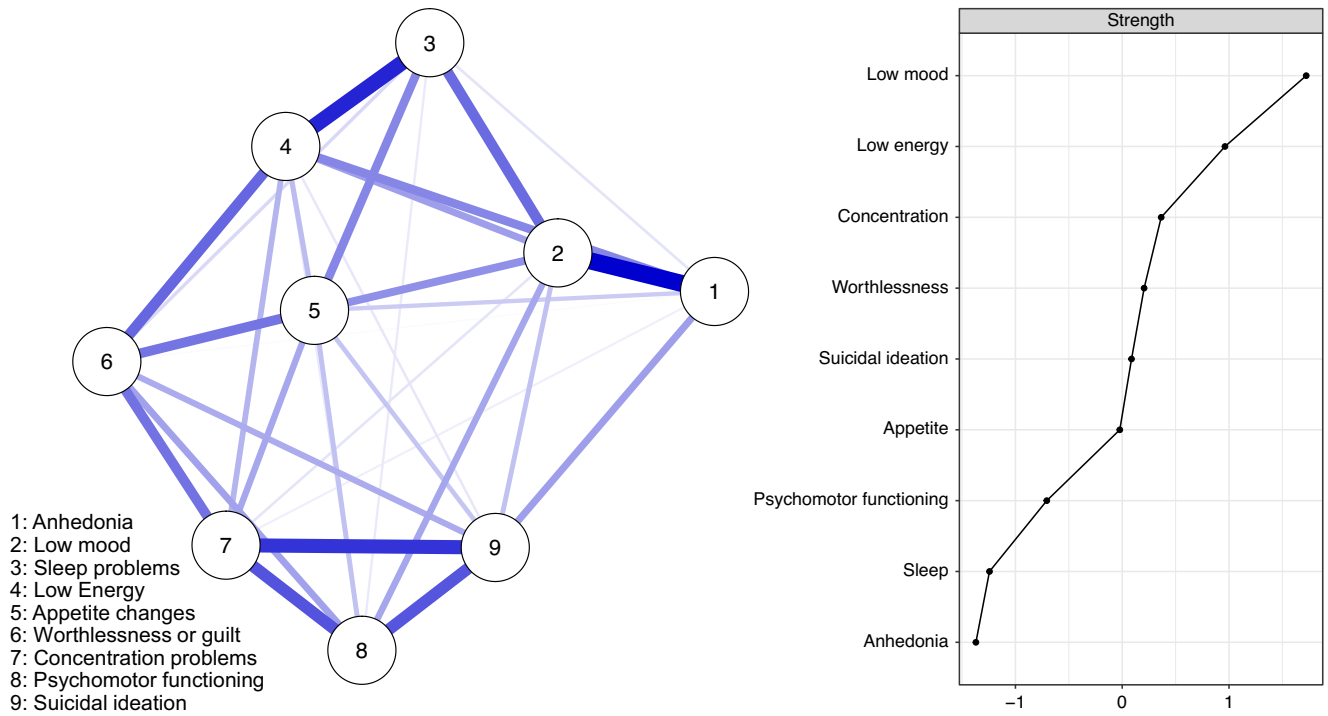 3
4
2
1
5
6
7
9
8
1: Anhedonia
2: Low mood
3: Sleep problems
4: Low Energy
5: Appetite changes
6: Worthlessness or guilt
7: Concentration problems
8: Psychomotor functioning
9: Suicidal ideation
Strength
Low mood
Low energy
Concentration
Worthlessness
Suicidal ideation
Appetite
Psychomotor functioning
Sleep
Anhedonia
−1 0 1